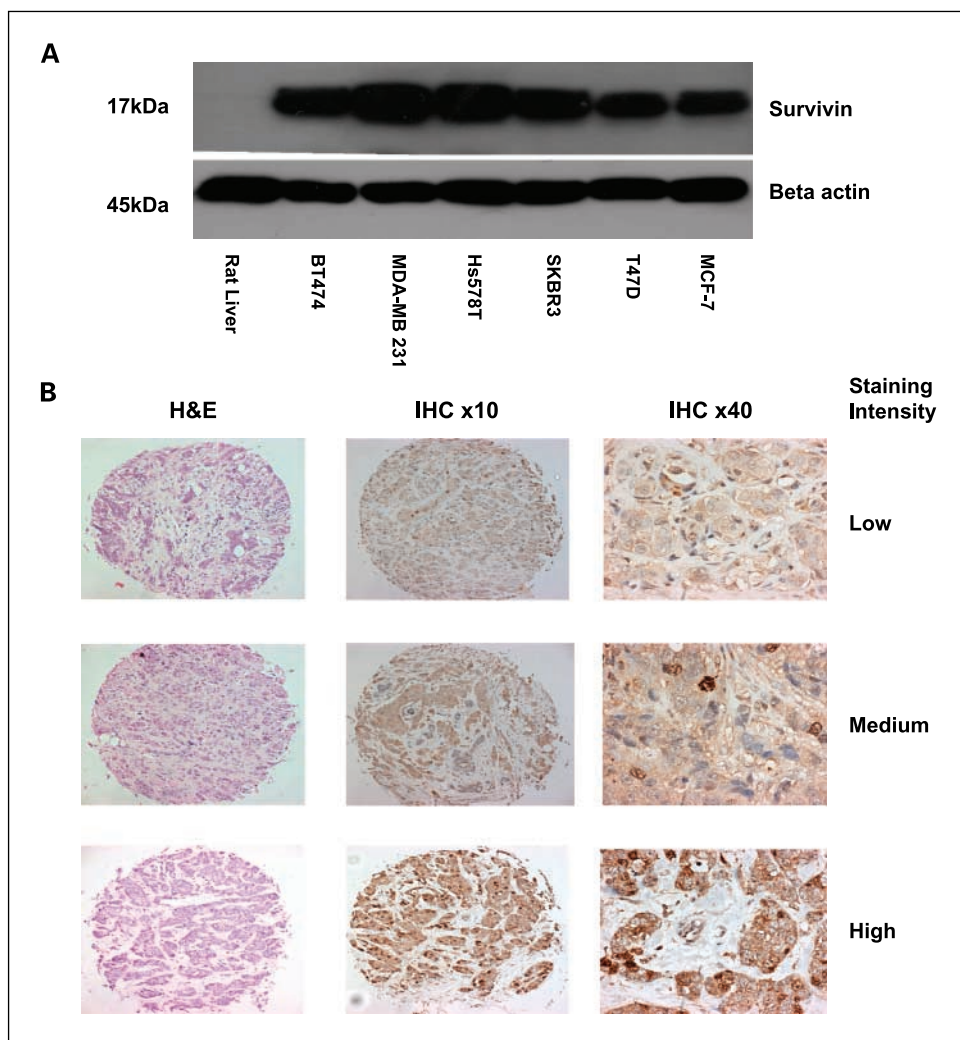 A
17kDa
Survivin
45kDa
Beta actin
Rat Liver
BT474
MDA-MB 231
Hs578T
SKBR3
T47D
MCF-7
B
H&E
IHC x10
IHC x40
Staining
Intensity
Low
Medium
High